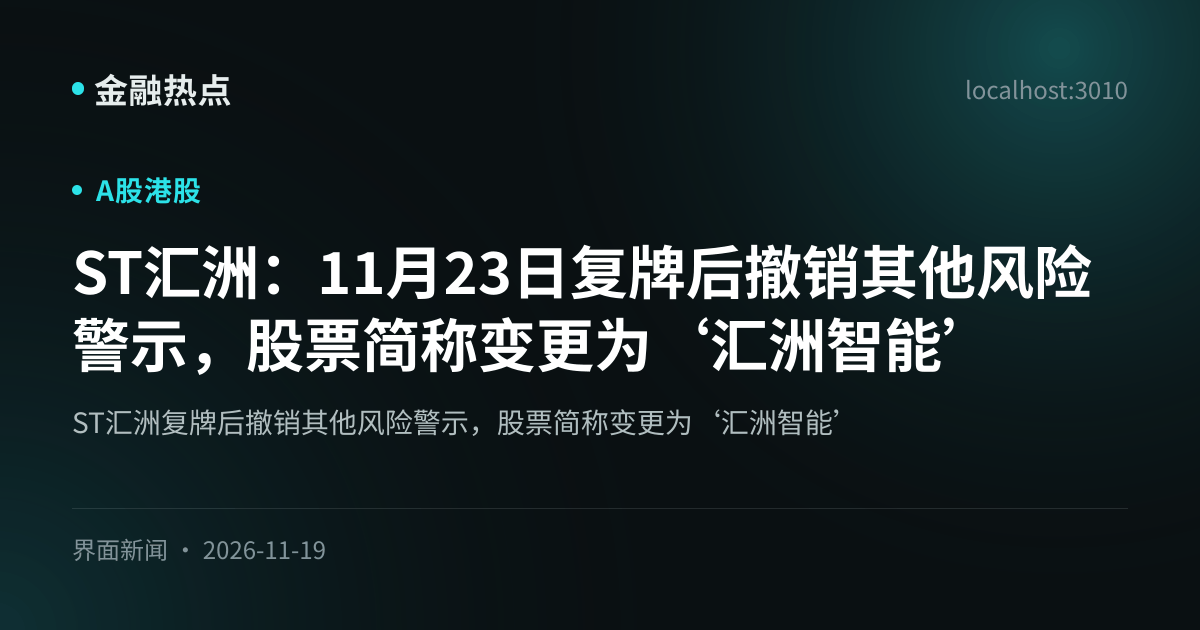 金融热点
localhost:3010
A股港股
ST汇洲：11月23日复牌后撤销其他风险
警示，股票简称变更为‘汇洲智能’
ST汇洲复牌后撤销其他风险警示，股票简称变更为‘汇洲智能’
界面新闻 · 2026-11-19